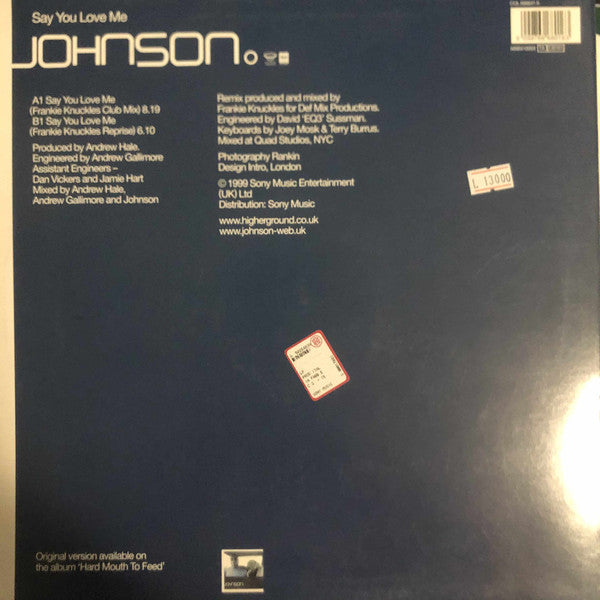 Say You Love Me
JOHNSON
A1 Say You Love Me
(Frankie Knuckles Club Mix) 8.19
B1 Say You Love Me
(Frankie Knuckles Reprise) 6.10
Produced by Andrew Hale.
Engineered by Andrew Gallimore
Assistant Engineers –
Dan Vickers and Jamie Hart
Mixed by Andrew Hale,
Andrew Gallimore and Johnson
Remix produced and mixed by
Frankie Knuckles for Def Mix Productions.
Engineered by David 'EQ3' Sussman.
Keyboards by Joey Mosk & Terry Burrus.
Mixed at Quad Studios, NYC
Photography Rankin
Design Intro, London
© 1999 Sony Music Entertainment
(UK) Ltd
Distribution: Sony Music
www.higherground.co.uk
www.johnson-web.uk
L 13000
Original version available on
the album 'Hard Mouth To Feed'
JOHNSON